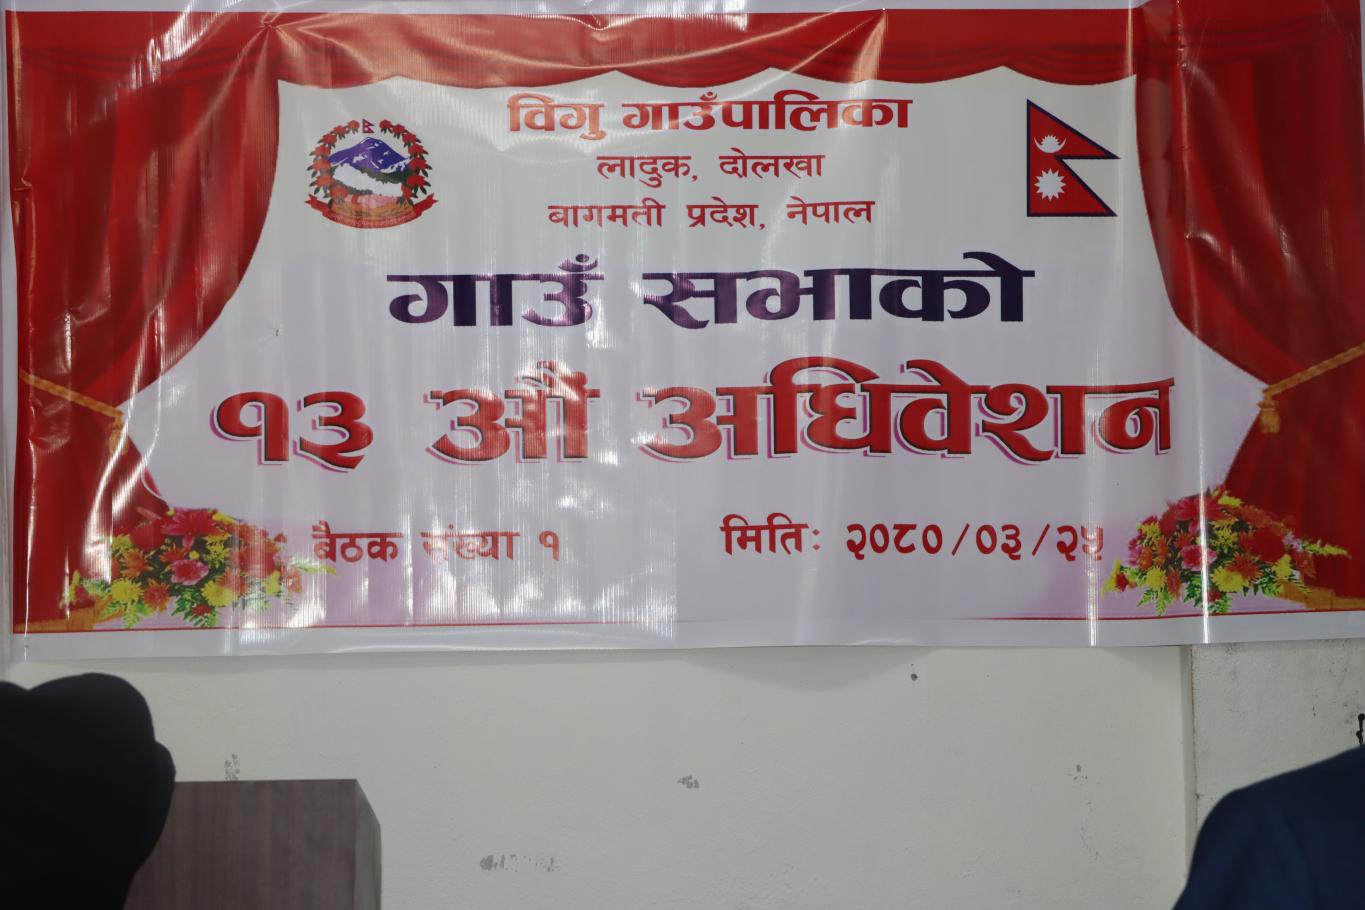 विगु गाउँपालिका
लादुक, दोलखा
बागमती प्रदेश, नेपाल
गाउँ सभाको
१३ औं अधिवेशन
बैठक संख्या १
मितिः २०८०/०३/२५